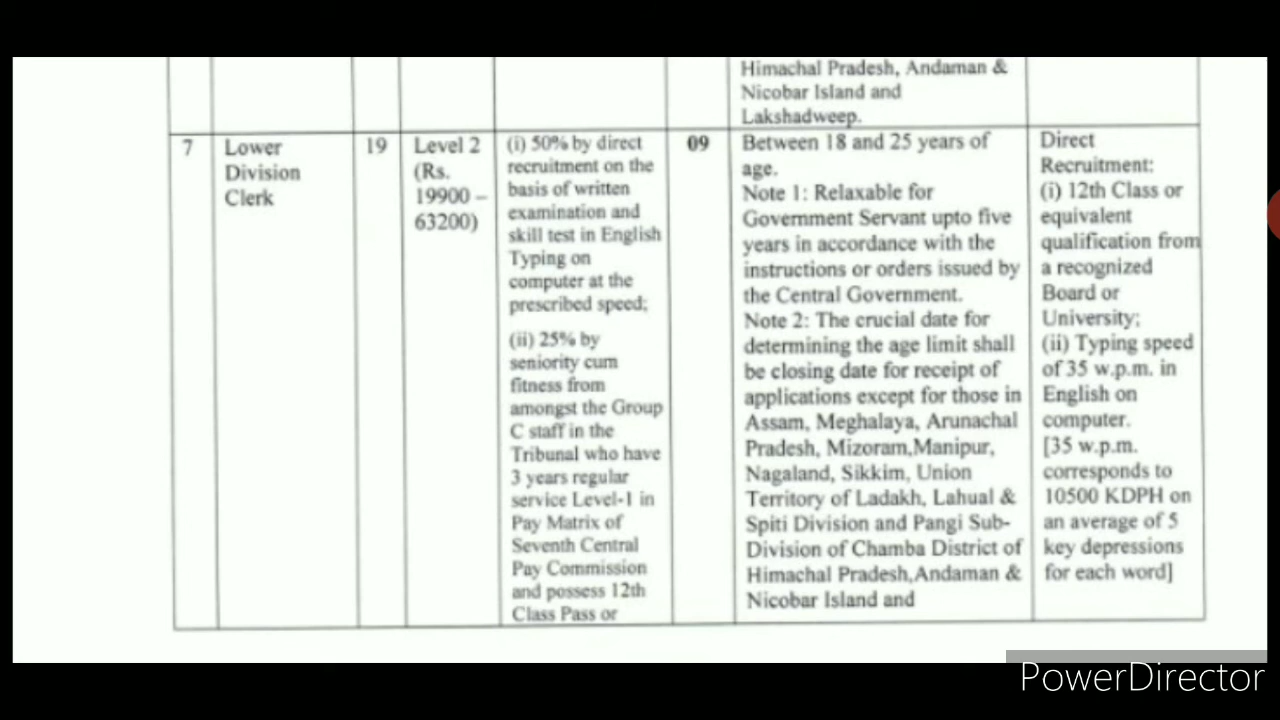 Himachal Pradesh, Andaman &
Nicobar Island and
Lakshadweep.
7
Lower
Division
Clerk
19
Level 2
(Rs.
19900 –
63200)
(i) 50% by direct
recruitment on the
basis of written
examination and
skill test in English
Typing on
computer at the
prescribed speed;
(ii) 25% by
seniority cum
fitness from
amongst the Group
C staff in the
Tribunal who have
3 years regular
service Level-1 in
Pay Matrix of
Seventh Central
Pay Commission
and possess 12th
Class Pass or
09
Between 18 and 25 years of
age.
Note 1: Relaxable for
Government Servant upto five
years in accordance with the
instructions or orders issued by
the Central Government.
Note 2: The crucial date for
determining the age limit shall
be closing date for receipt of
applications except for those in
Assam, Meghalaya, Arunachal
Pradesh, Mizoram,Manipur,
Nagaland, Sikkim, Union
Territory of Ladakh, Lahual &
Spiti Division and Pangi Sub-
Division of Chamba District of
Himachal Pradesh,Andaman &
Nicobar Island and
Direct
Recruitment:
(i) 12th Class or
equivalent
qualification from
a recognized
Board or
University;
(ii) Typing speed
of 35 w.p.m. in
English on
computer.
[35 w.p.m.
corresponds to
10500 KDPH on
an average of 5
key depressions
for each word]
PowerDirector